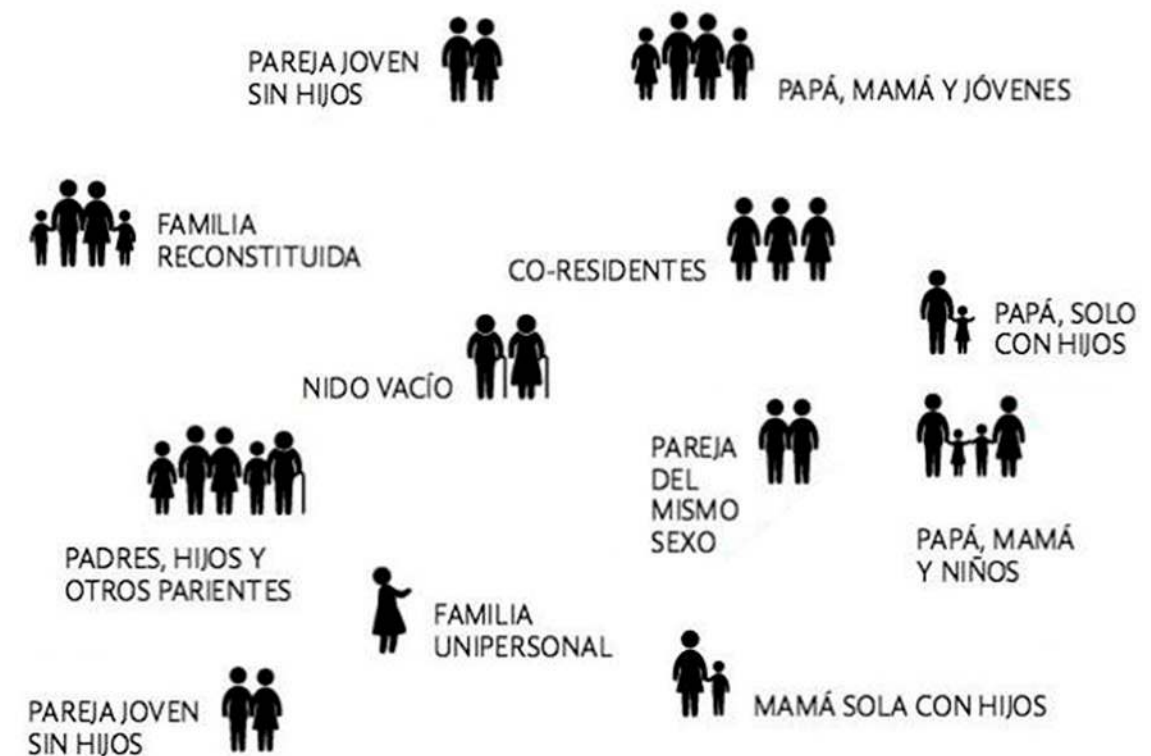 PAREJA JOVEN
SIN HIJOS
PAPÁ, MAMÁ Y JÓVENES
FAMILIA
RECONSTITUIDA
CO-RESIDENTES
PAPÁ, SOLO
CON HIJOS
NIDO VACÍO
PAREJA
DEL
MISMO
SEXO
PAPÁ, MAMÁ
Y NIÑOS
PADRES, HIJOS Y
OTROS PARIENTES
FAMILIA
UNIPERSONAL
MAMÁ SOLA CON HIJOS
PAREJA JOVEN
SIN HIJOS